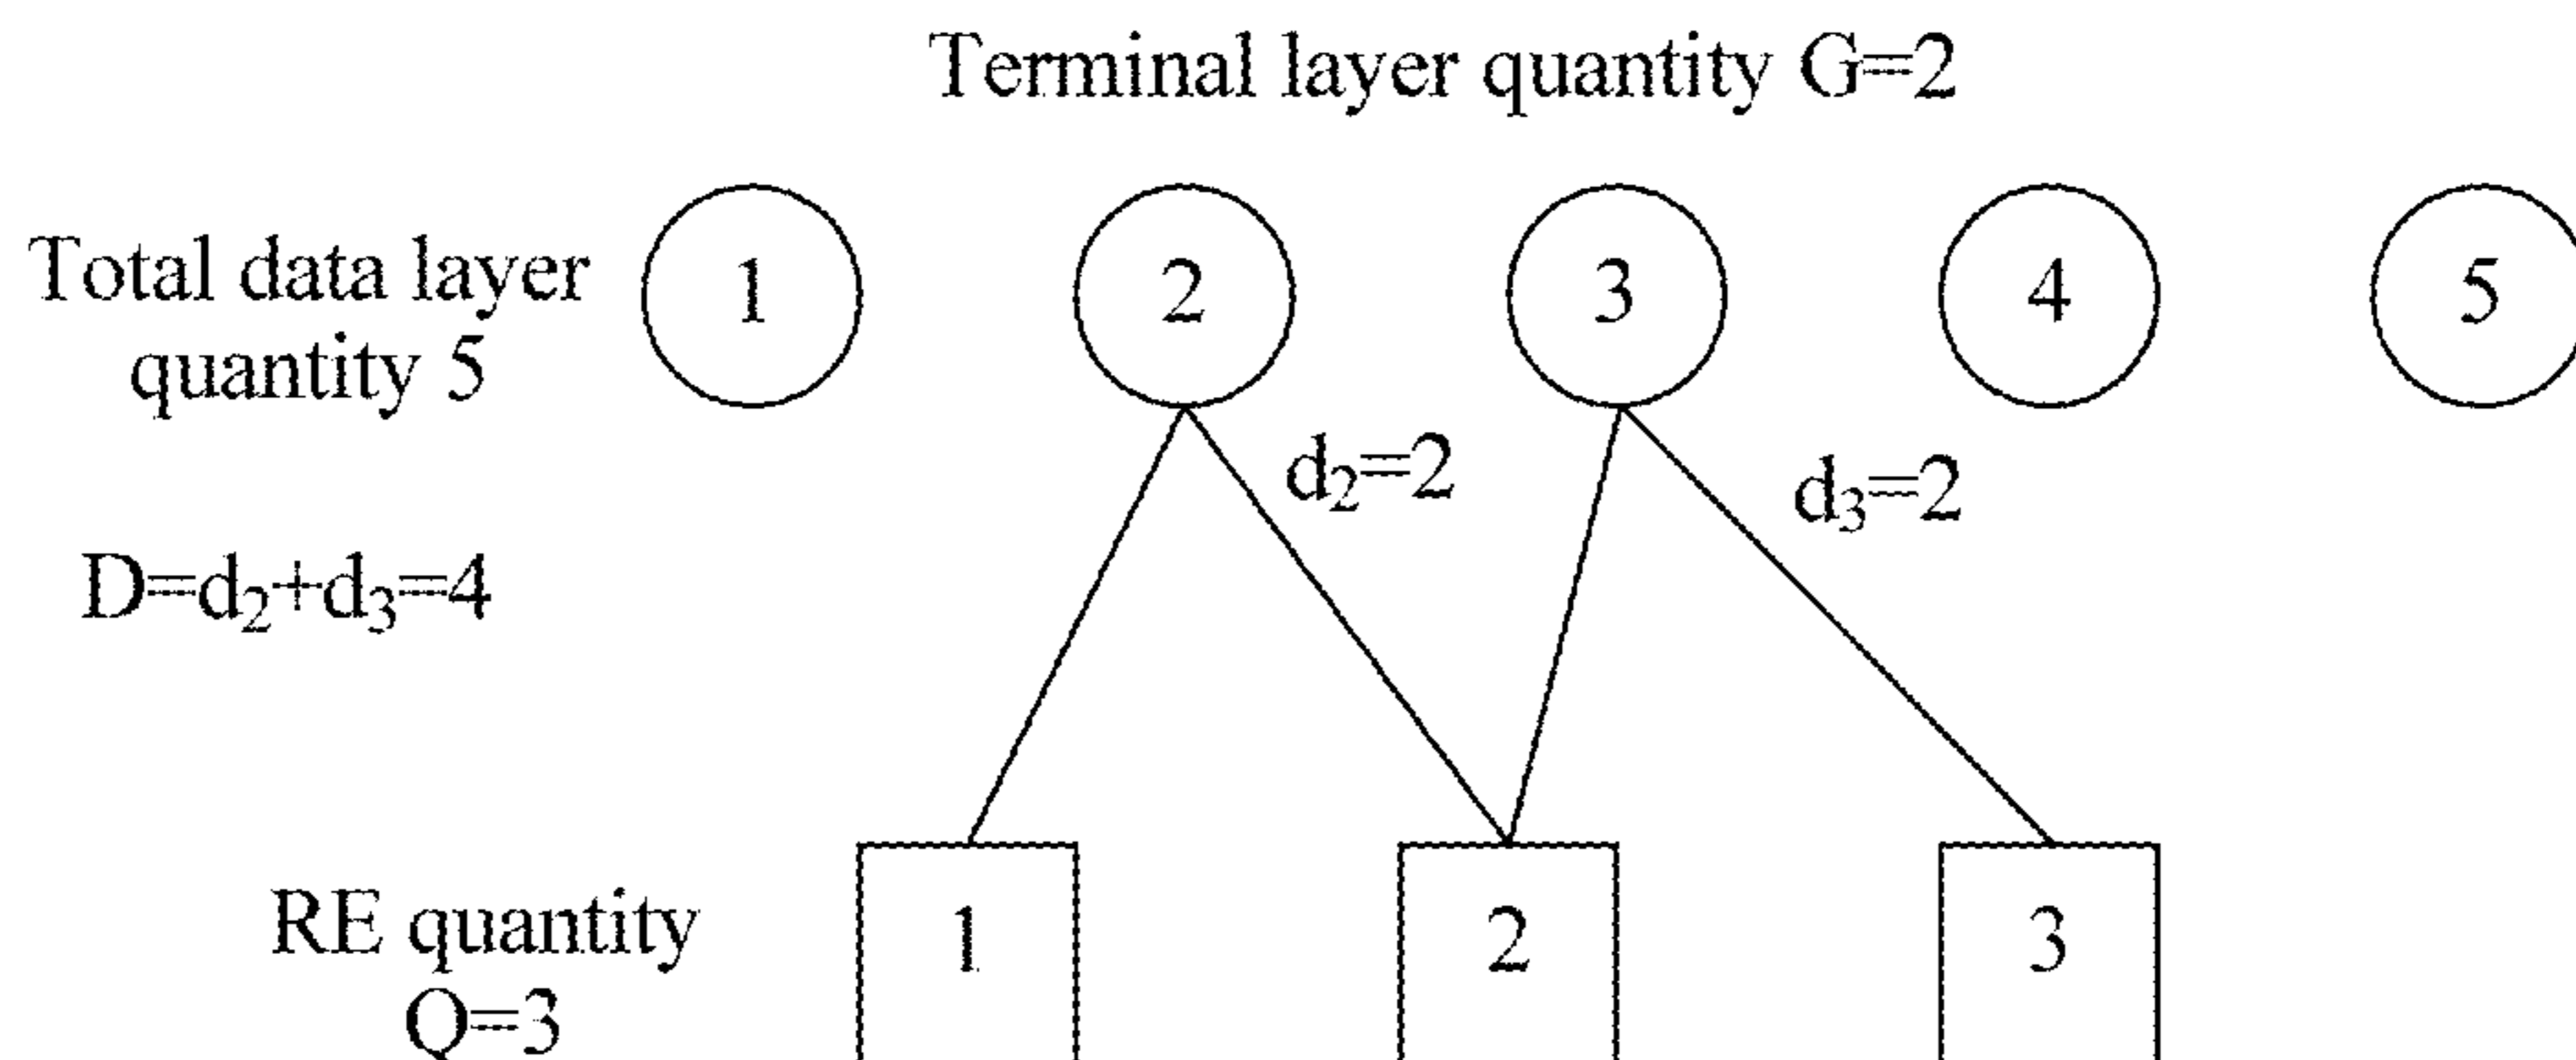 Terminal layer quantity G=2
Total data layer
quantity 5
1 2 3 4 5
d₂=2
d₃=2
D=d₂+d₃=4
RE quantity
Q=3
1 2 3